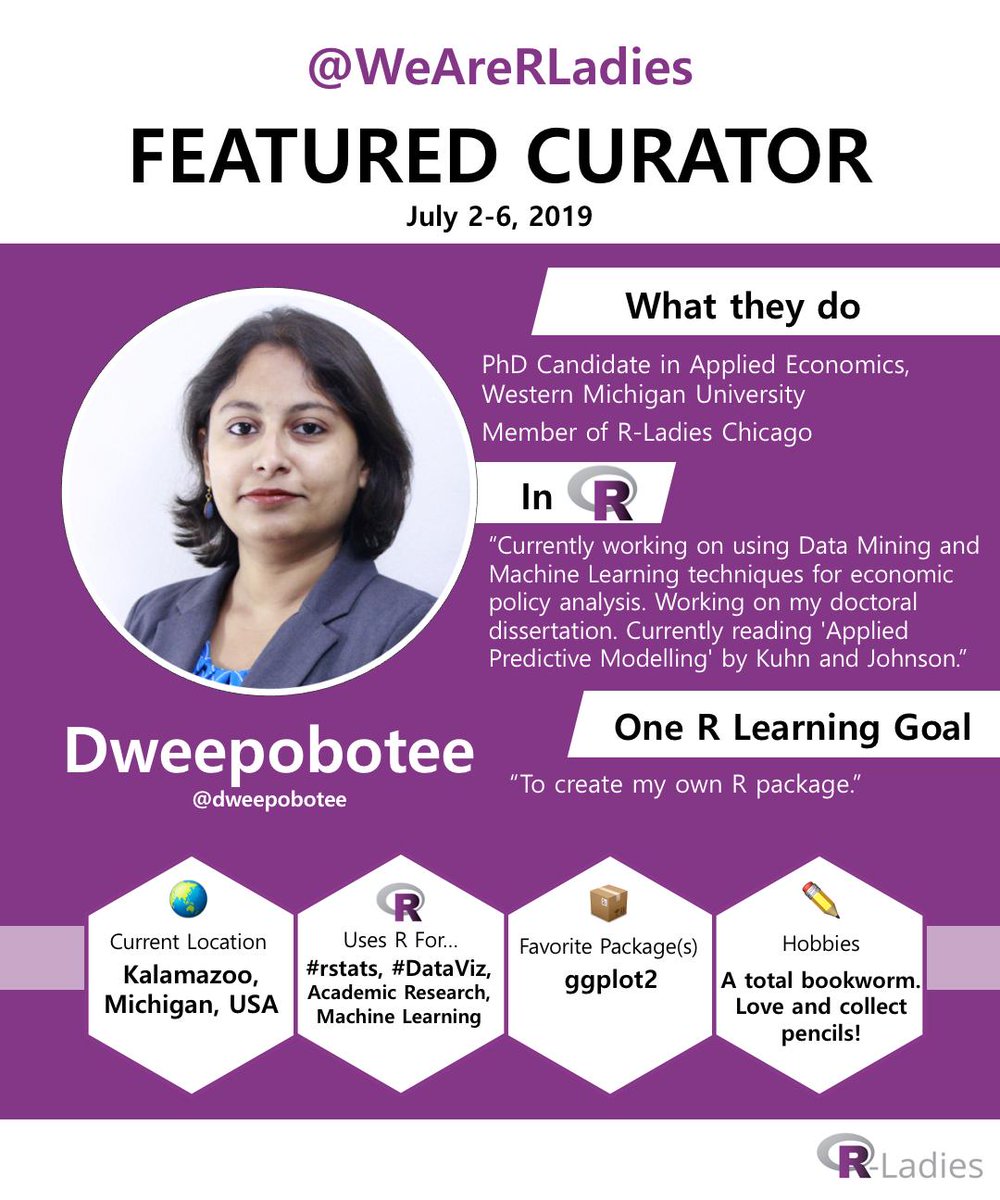 @WeAreRLadies
FEATURED CURATOR
July 2-6, 2019
What they do
PhD Candidate in Applied Economics,
Western Michigan University
Member of R-Ladies Chicago
In R
“Currently working on using Data Mining and
Machine Learning techniques for economic
policy analysis. Working on my doctoral
dissertation. Currently reading 'Applied
Predictive Modelling' by Kuhn and Johnson.”
Dweepobotee
@dweepobotee
One R Learning Goal
“To create my own R package.”
Current Location
Kalamazoo,
Michigan, USA
R
Uses R For...
#rstats, #DataViz,
Academic Research,
Machine Learning
Favorite Package(s)
ggplot2
Hobbies
A total bookworm.
Love and collect
pencils!
R-Ladies